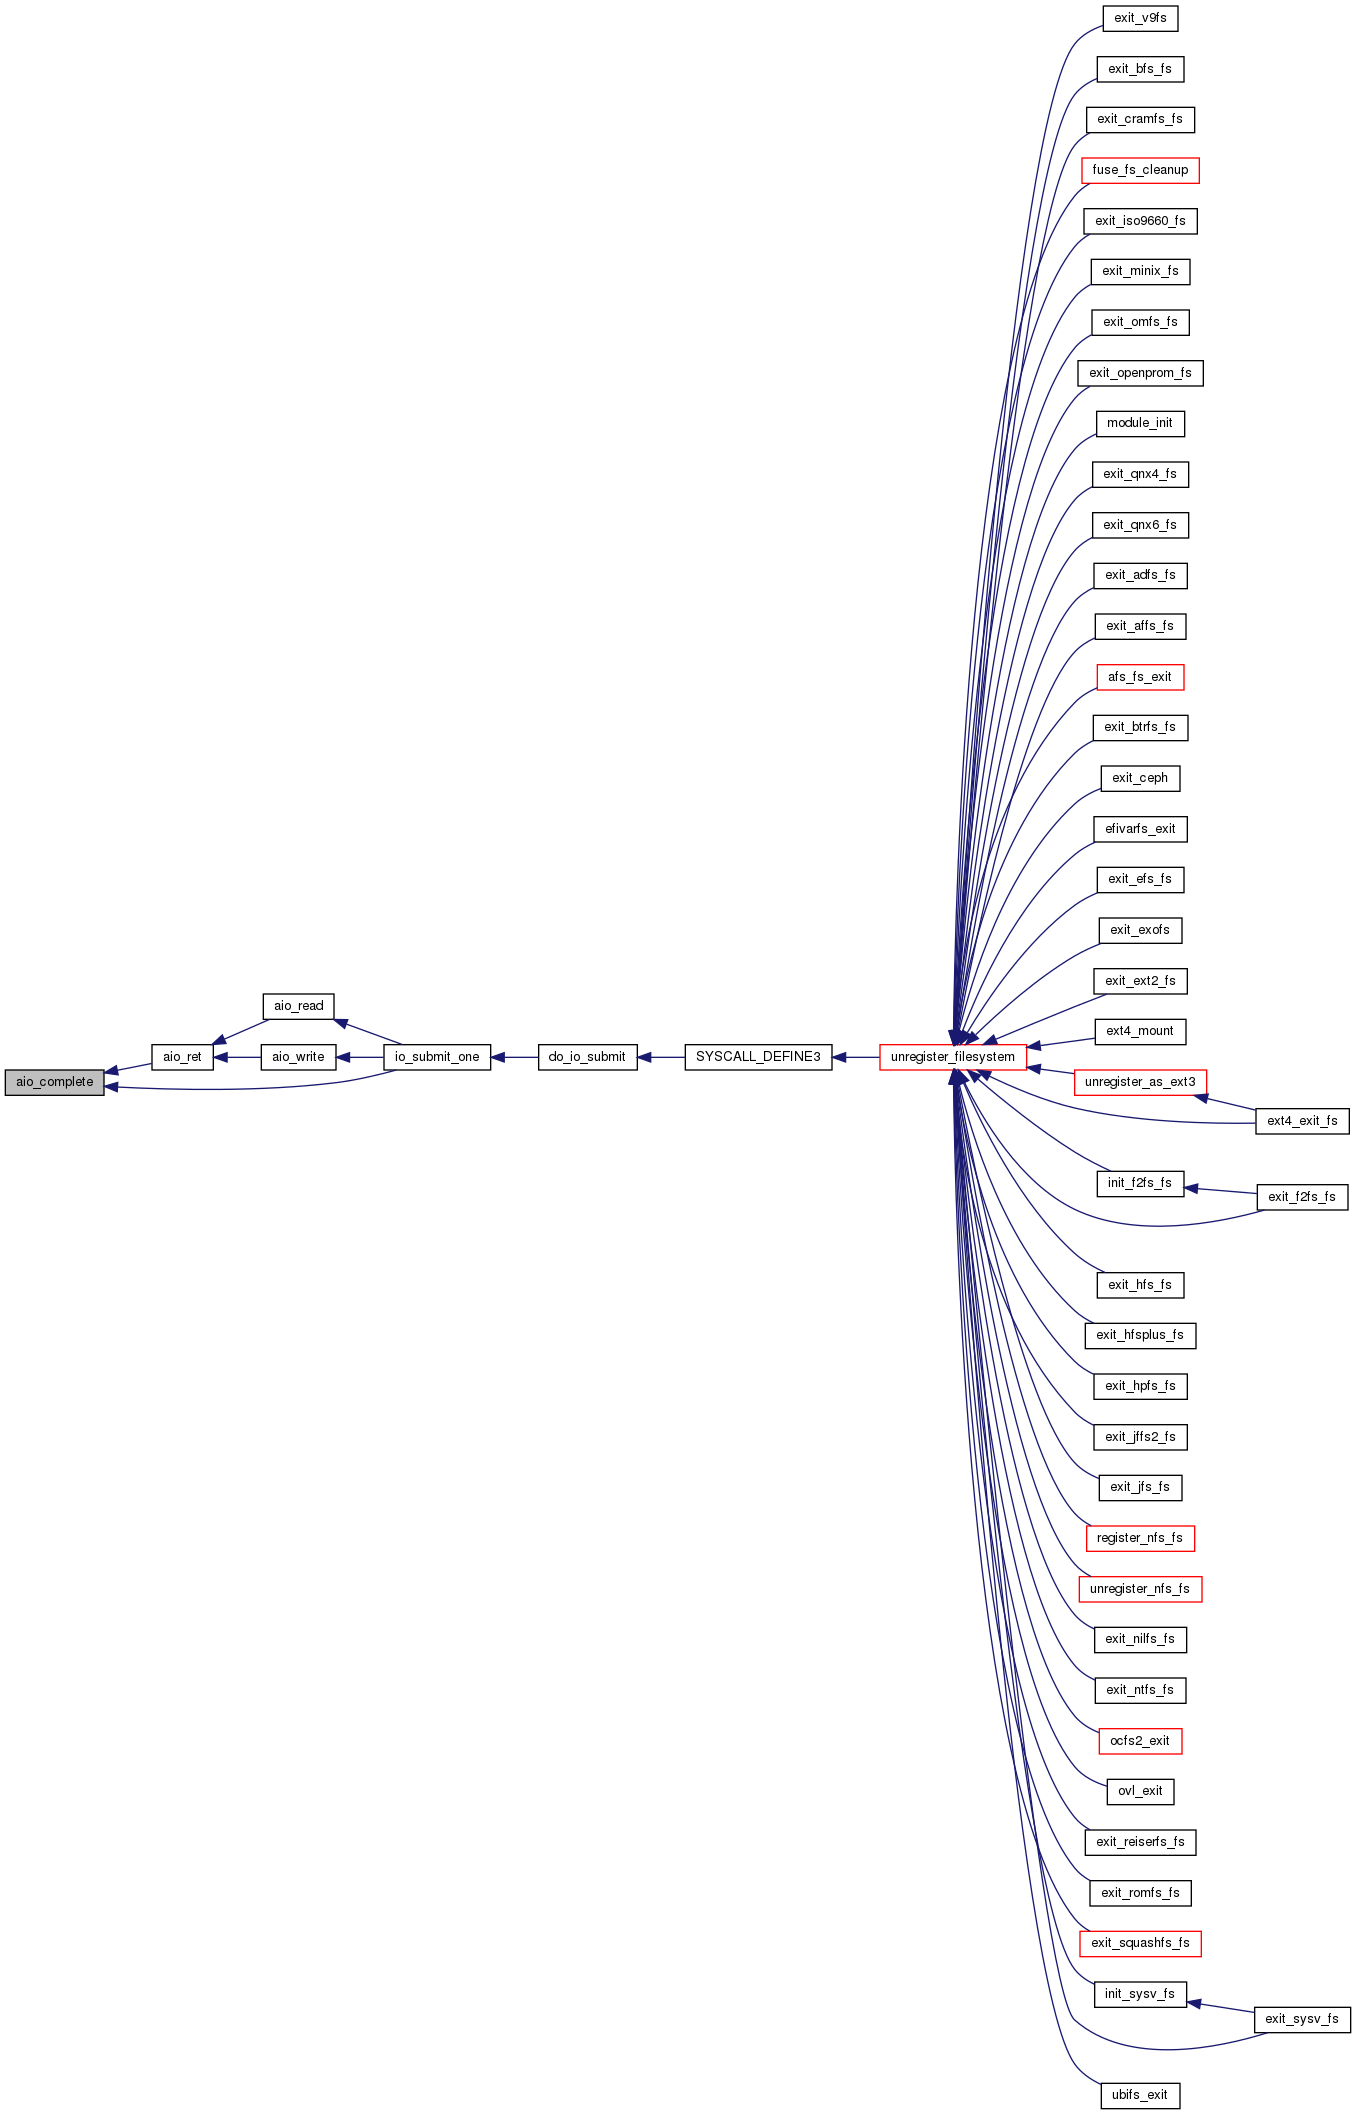 exit_v9fs
exit_bfs_fs
exit_cramfs_fs
fuse_fs_cleanup
exit_iso9660_fs
exit_minix_fs
exit_omfs_fs
exit_openprom_fs
module_init
exit_qnx4_fs
exit_qnx6_fs
exit_adfs_fs
exit_affs_fs
afs_fs_exit
exit_btrfs_fs
exit_ceph
efivarfs_exit
exit_efs_fs
exit_exofs
exit_ext2_fs
aio_read
ext4_mount
aio_ret
aio_write
io_submit_one
do_io_submit
SYSCALL_DEFINE3
unregister_filesystem
aio_complete
unregister_as_ext3
ext4_exit_fs
init_f2fs_fs
exit_f2fs_fs
exit_hfs_fs
exit_hfsplus_fs
exit_hpfs_fs
exit_jffs2_fs
exit_jfs_fs
register_nfs_fs
unregister_nfs_fs
exit_nilfs_fs
exit_ntfs_fs
ocfs2_exit
ovl_exit
exit_reiserfs_fs
exit_romfs_fs
exit_squashfs_fs
init_sysv_fs
exit_sysv_fs
ubifs_exit